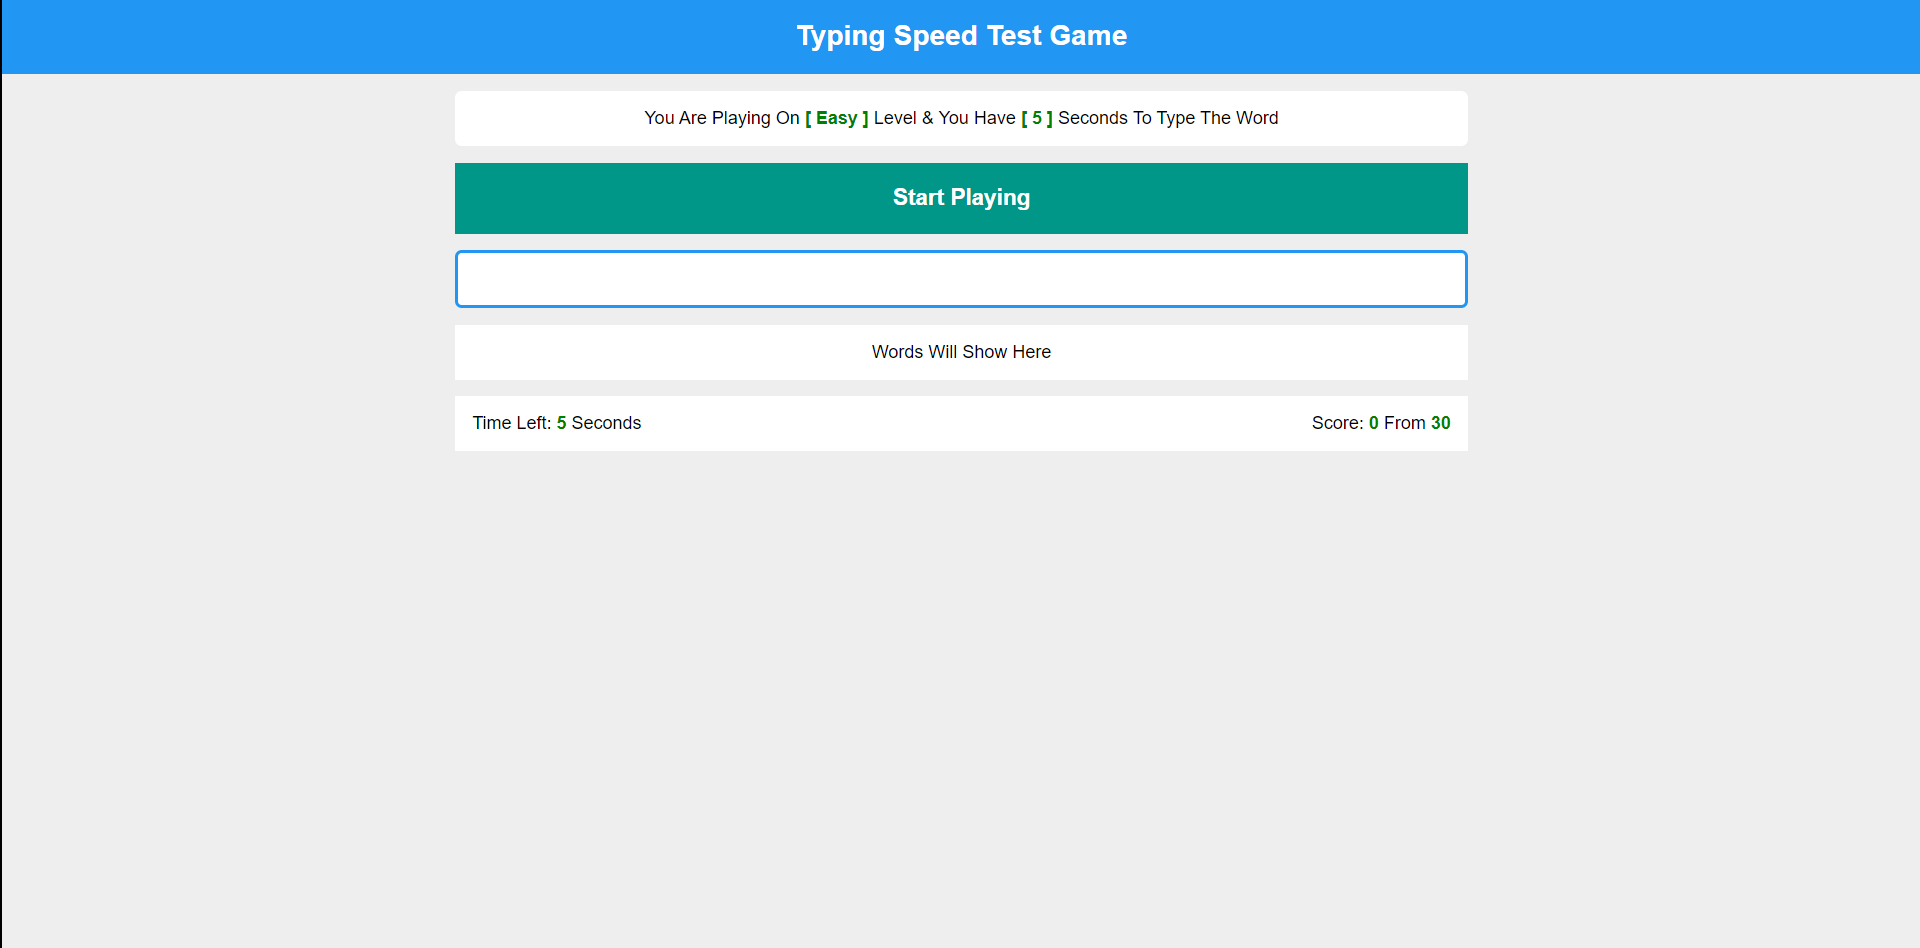 Typing Speed Test Game
You Are Playing On [ Easy ] Level & You Have [ 5 ] Seconds To Type The Word
Start Playing
Words Will Show Here
Time Left: 5 Seconds
Score: 0 From 30